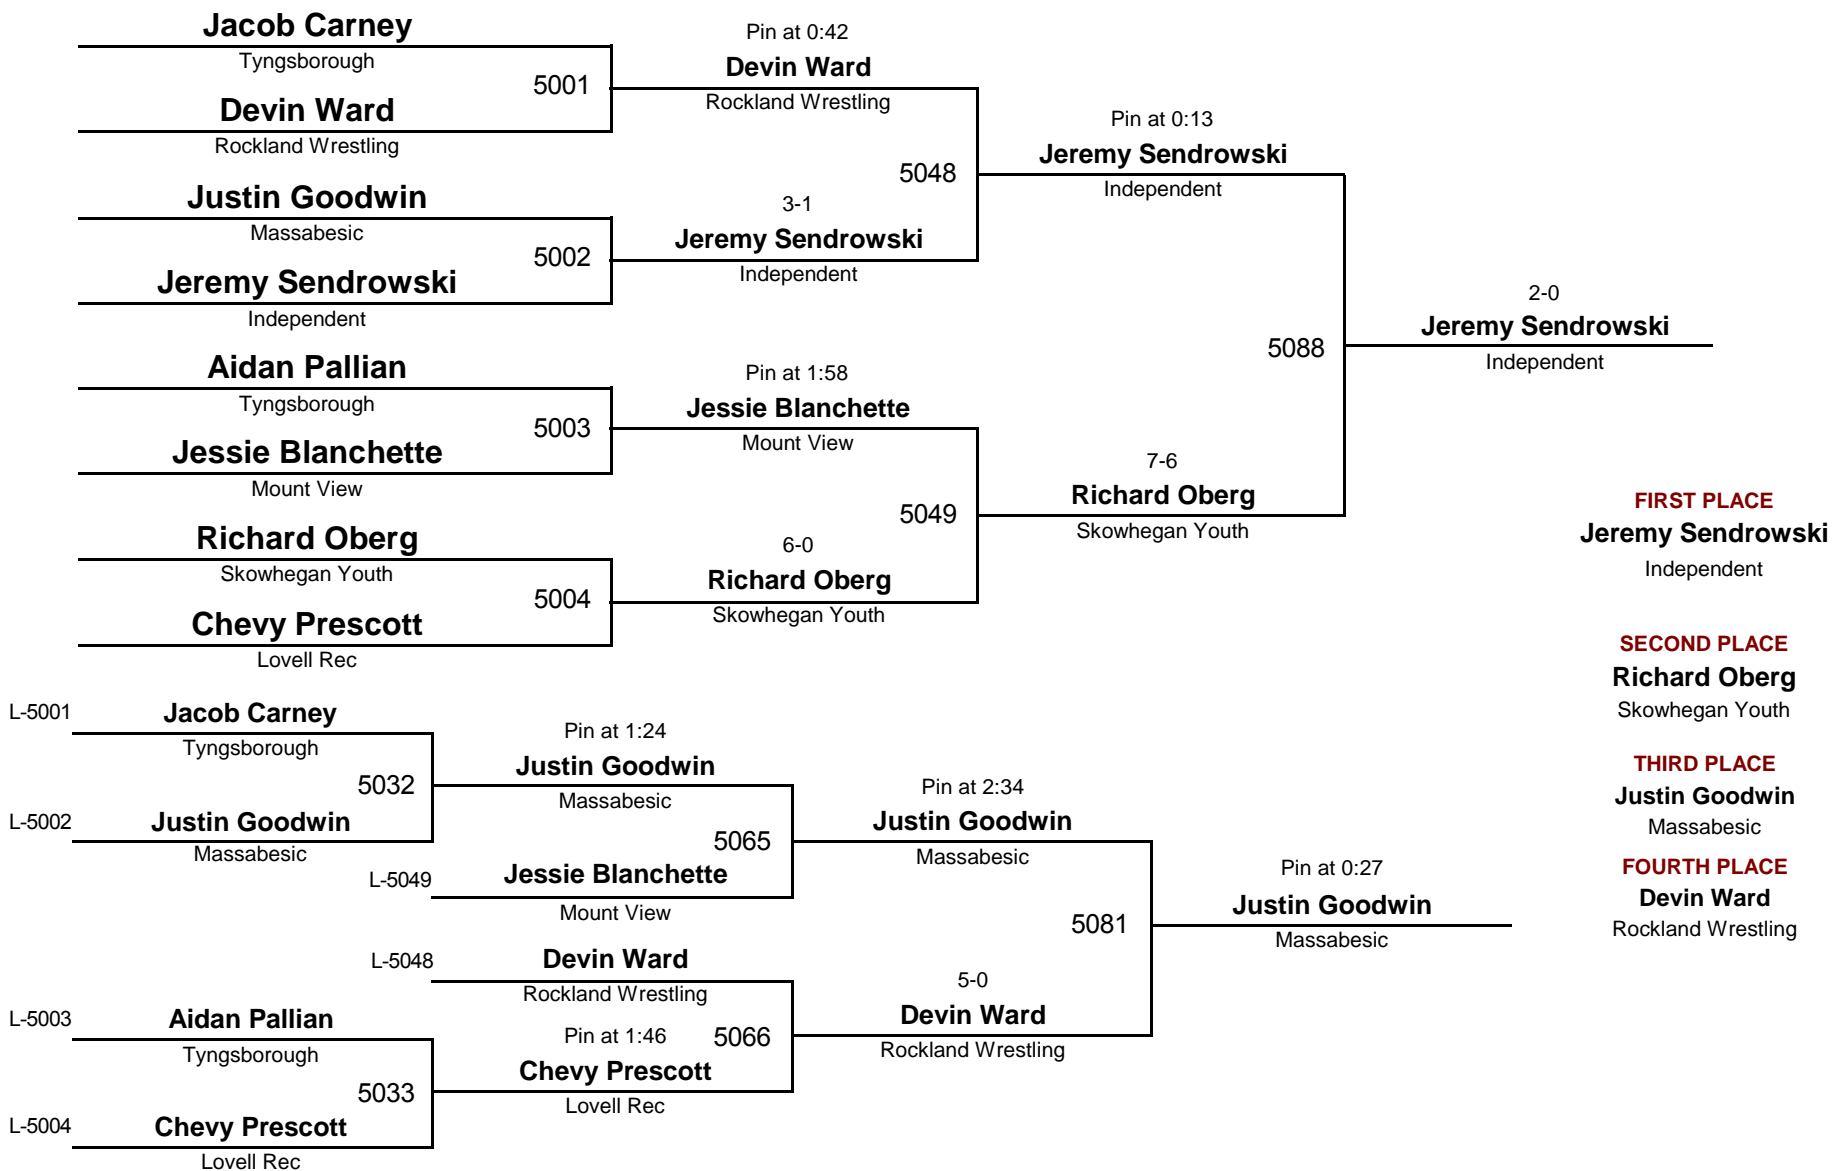 Jacob Carney
Tyngsborough
5001
Devin Ward
Rockland Wrestling
Justin Goodwin
Massabesic
5002
Jeremy Sendrowski
Independent
Aidan Pallian
Tyngsborough
5003
Jessie Blanchette
Mount View
Richard Oberg
Skowhegan Youth
5004
Chevy Prescott
Lovell Rec
Pin at 0:42
Devin Ward
Rockland Wrestling
5048
3-1
Jeremy Sendrowski
Independent
Pin at 1:58
Jessie Blanchette
Mount View
5049
6-0
Richard Oberg
Skowhegan Youth
Pin at 0:13
Jeremy Sendrowski
Independent
5088
7-6
Richard Oberg
Skowhegan Youth
2-0
Jeremy Sendrowski
Independent
FIRST PLACE
Jeremy Sendrowski
Independent
SECOND PLACE
Richard Oberg
Skowhegan Youth
THIRD PLACE
Justin Goodwin
Massabesic
FOURTH PLACE
Devin Ward
Rockland Wrestling
L-5001
Jacob Carney
Tyngsborough
5032
L-5002
Justin Goodwin
Massabesic
Pin at 1:24
Justin Goodwin
Massabesic
5065
L-5049
Jessie Blanchette
Mount View
L-5048
Devin Ward
Rockland Wrestling
L-5003
Aidan Pallian
Tyngsborough
5033
L-5004
Chevy Prescott
Lovell Rec
Pin at 1:46
5066
Chevy Prescott
Lovell Rec
Pin at 2:34
Justin Goodwin
Massabesic
5081
5-0
Devin Ward
Rockland Wrestling
Pin at 0:27
Justin Goodwin
Massabesic